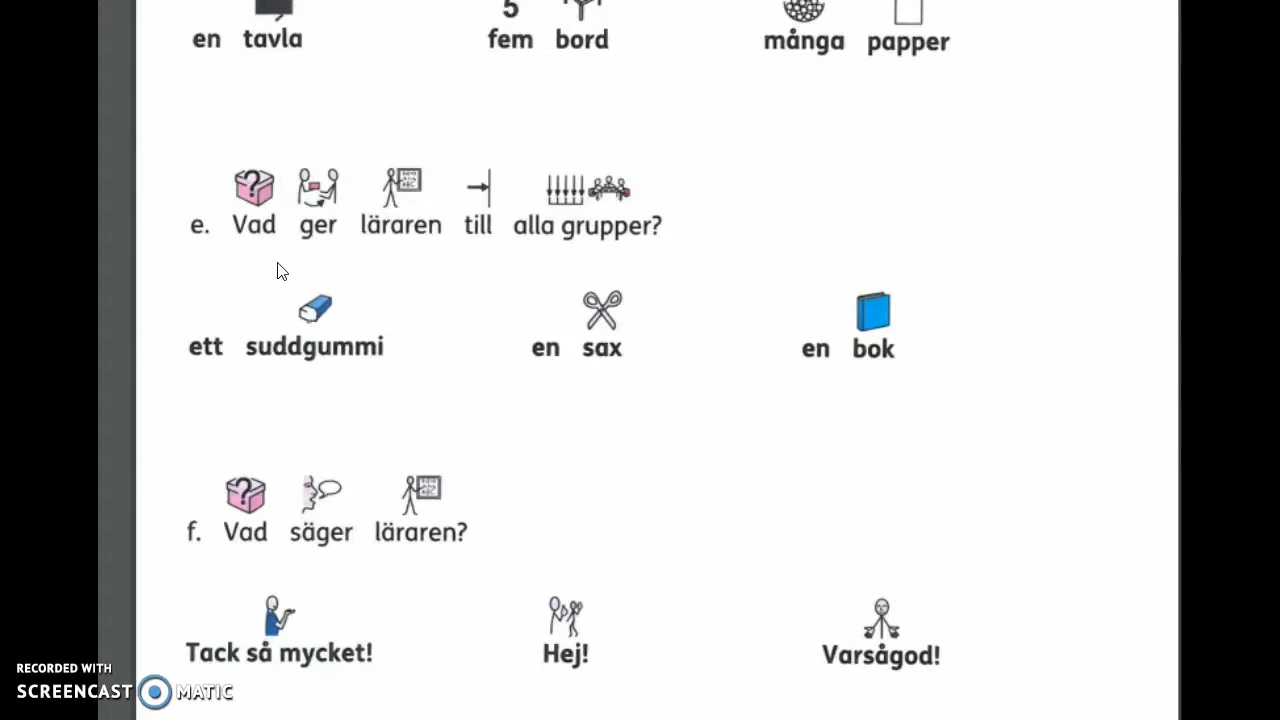 5
en tavla fem bord många papper
e. Vad ger läraren till alla grupper?
ett suddgummi en sax en bok
f. Vad säger läraren?
Tack så mycket! Hej! Varsågod!
RECORDED WITH
SCREENCAST MATIC